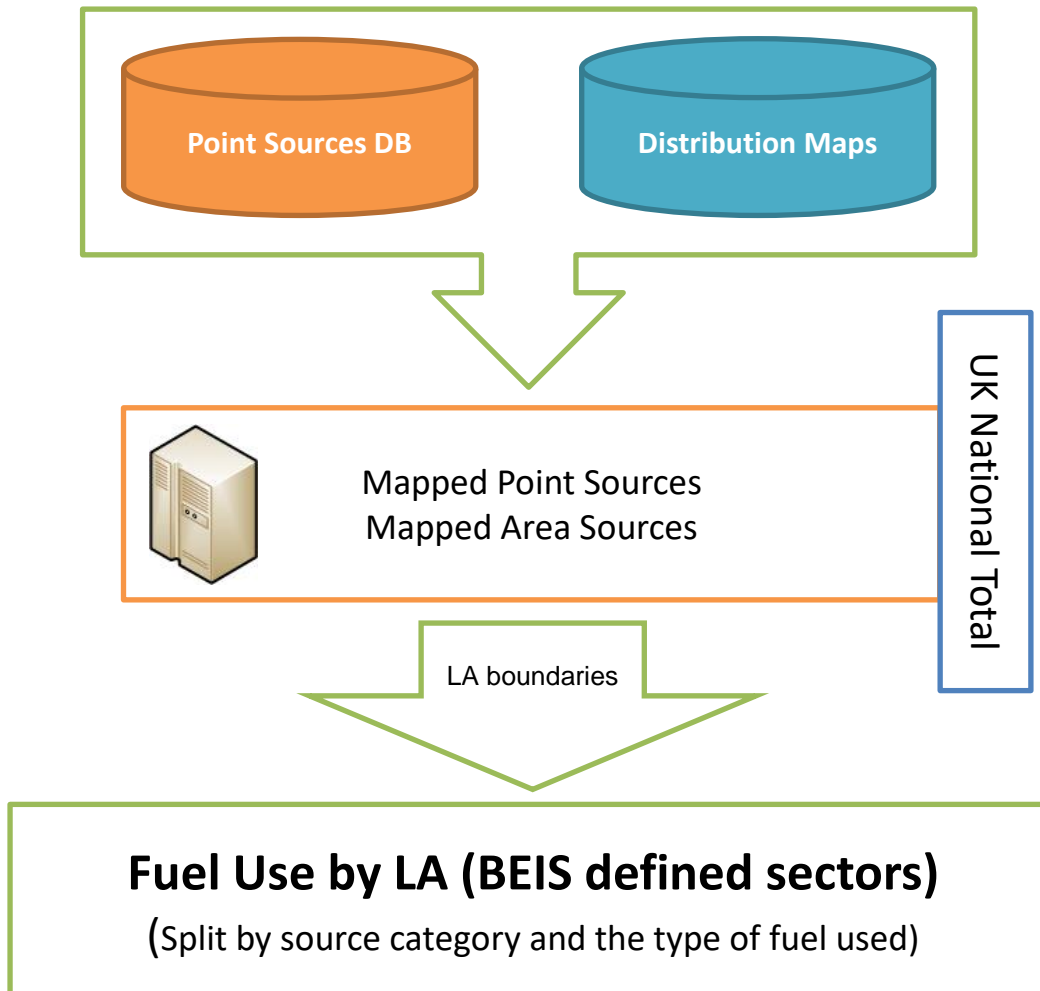 Point Sources DB
Distribution Maps
UK National Total
Mapped Point Sources
Mapped Area Sources
LA boundaries
Fuel Use by LA (BEIS defined sectors)
(Split by source category and the type of fuel used)